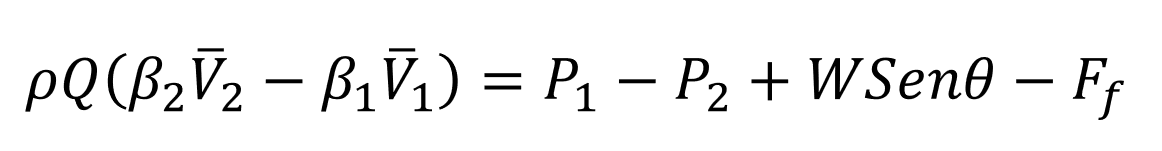 ρQ(β₂V̄₂ − β₁V̄₁) = P₁ − P₂ + WSenθ − F_f